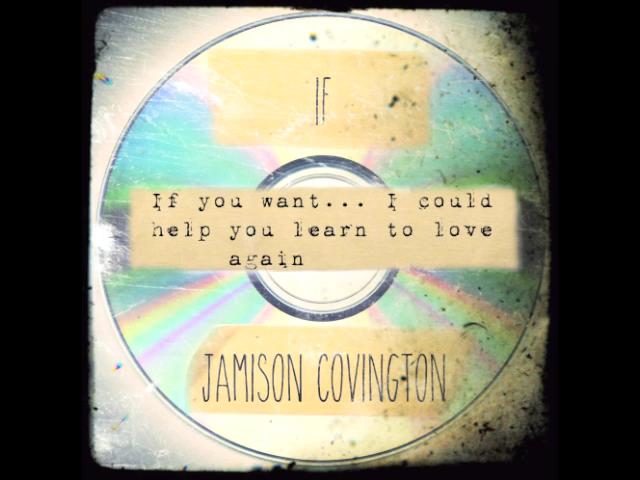 IF
If you want... I could
help you learn to love
again
JAMISON COVINGTON